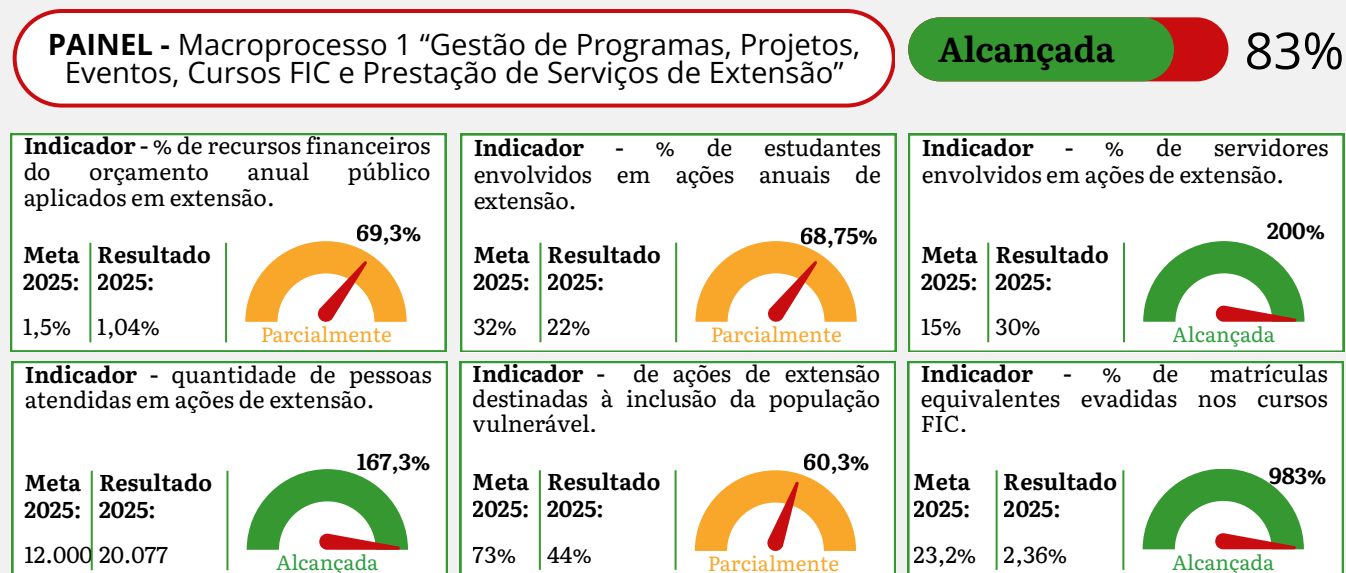 PAINEL - Macroprocesso 1 “Gestão de Programas, Projetos,
Eventos, Cursos FIC e Prestação de Serviços de Extensão”
Alcançada
83%
Indicador - % de recursos financeiros
do orçamento anual público
aplicados em extensão.
69,3%
Meta
2025:
Resultado
2025:
1,5%
1,04%
Parcialmente
Indicador - % de estudantes
envolvidos em ações anuais de
extensão.
68,75%
Meta
2025:
Resultado
2025:
32%
22%
Parcialmente
Indicador - % de servidores
envolvidos em ações de extensão.
200%
Meta
2025:
Resultado
2025:
15%
30%
Alcançada
Indicador - quantidade de pessoas
atendidas em ações de extensão.
167,3%
Meta
2025:
Resultado
2025:
12.000
20.077
Alcançada
Indicador - de ações de extensão
destinadas à inclusão da população
vulnerável.
60,3%
Meta
2025:
Resultado
2025:
73%
44%
Parcialmente
Indicador - % de matrículas
equivalentes evadidas nos cursos
FIC.
983%
Meta
2025:
Resultado
2025:
23,2%
2,36%
Alcançada